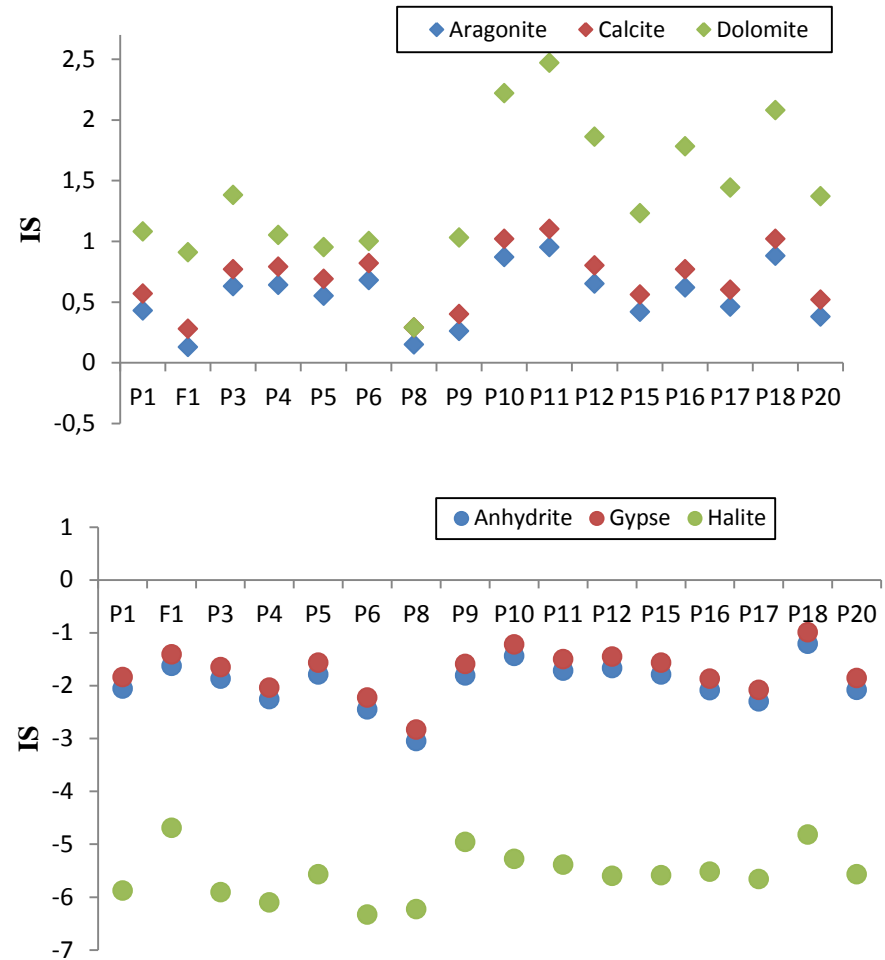 Aragonite Calcite Dolomite
2,5
2
1,5
1
0,5
0
-0,5
IS
P1 F1 P3 P4 P5 P6 P8 P9 P10 P11 P12 P15 P16 P17 P18 P20
Anhydrite Gypse Halite
1
0
-1
-2
-3
-4
-5
-6
-7
IS
P1 F1 P3 P4 P5 P6 P8 P9 P10 P11 P12 P15 P16 P17 P18 P20